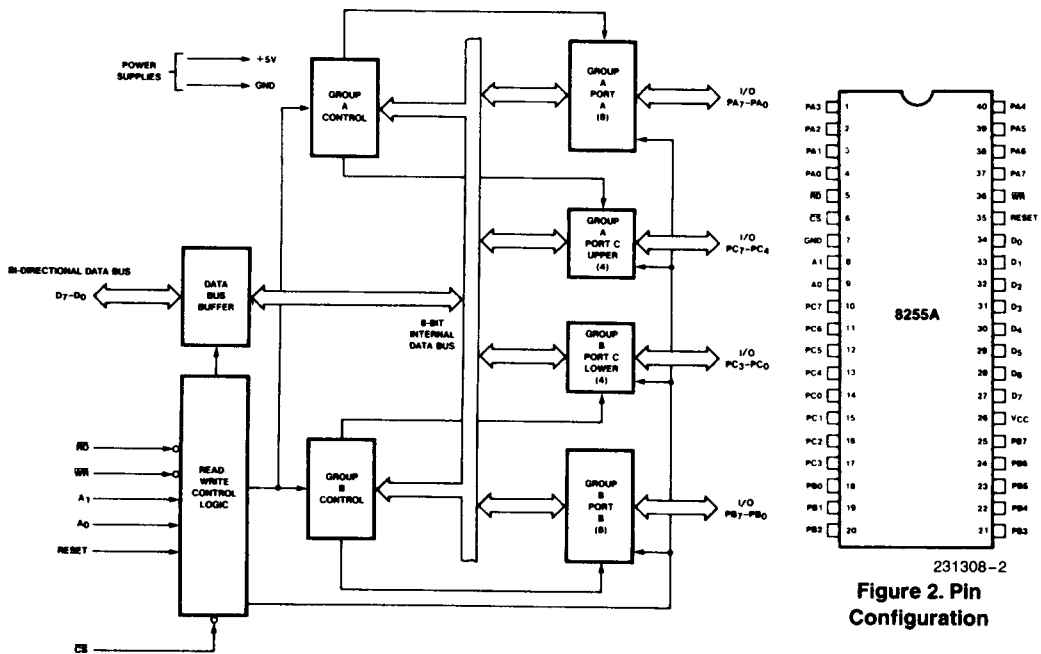 POWER
SUPPLIES
+5V
GND
GROUP
A
CONTROL
GROUP
A
PORT
A
(8)
I/O
PA7-PA0
GROUP
A
PORT C
UPPER
(4)
I/O
PC7-PC4
BI-DIRECTIONAL DATA BUS
D7-D0
DATA
BUS
BUFFER
8-BIT
INTERNAL
DATA BUS
GROUP
B
PORT C
LOWER
(4)
I/O
PC3-PC0
R̅D̅
W̅R̅
A1
A0
RESET
C̅S̅
READ
WRITE
CONTROL
LOGIC
GROUP
B
CONTROL
GROUP
B
PORT
B
(8)
I/O
PB7-PB0
PA3 1 40 PA4
PA2 2 39 PA5
PA1 3 38 PA6
PA0 4 37 PA7
R̅D̅ 5 36 W̅R̅
C̅S̅ 6 35 RESET
GND 7 34 D0
A1 8 33 D1
A0 9 32 D2
PC7 10 31 D3
8255A
PC6 11 30 D4
PC5 12 29 D5
PC4 13 28 D6
PC0 14 27 D7
PC1 15 26 VCC
PC2 16 25 PB7
PC3 17 24 PB6
PB0 18 23 PB5
PB1 19 22 PB4
PB2 20 21 PB3
231308-2
Figure 2. Pin
Configuration